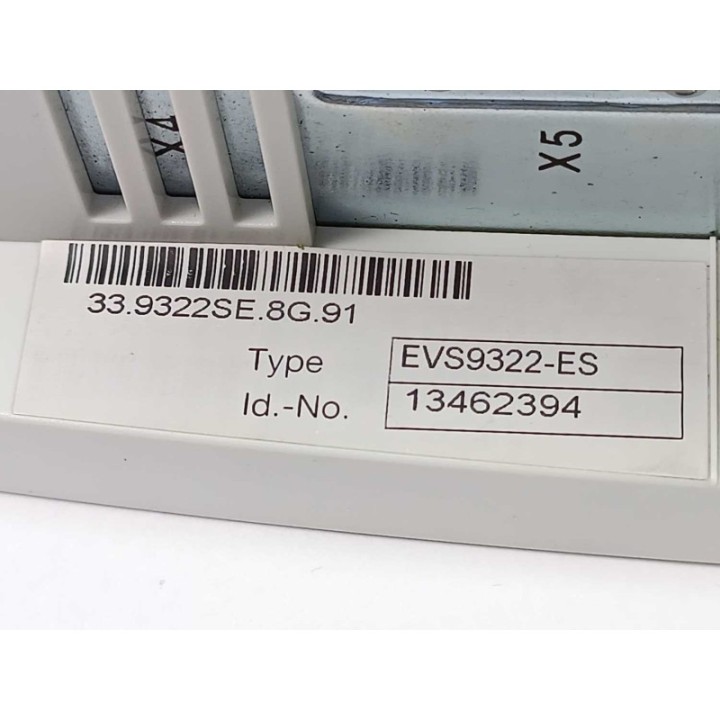 X4
X5
33.9322SE.8G.91
Type EVS9322-ES
Id.-No. 13462394